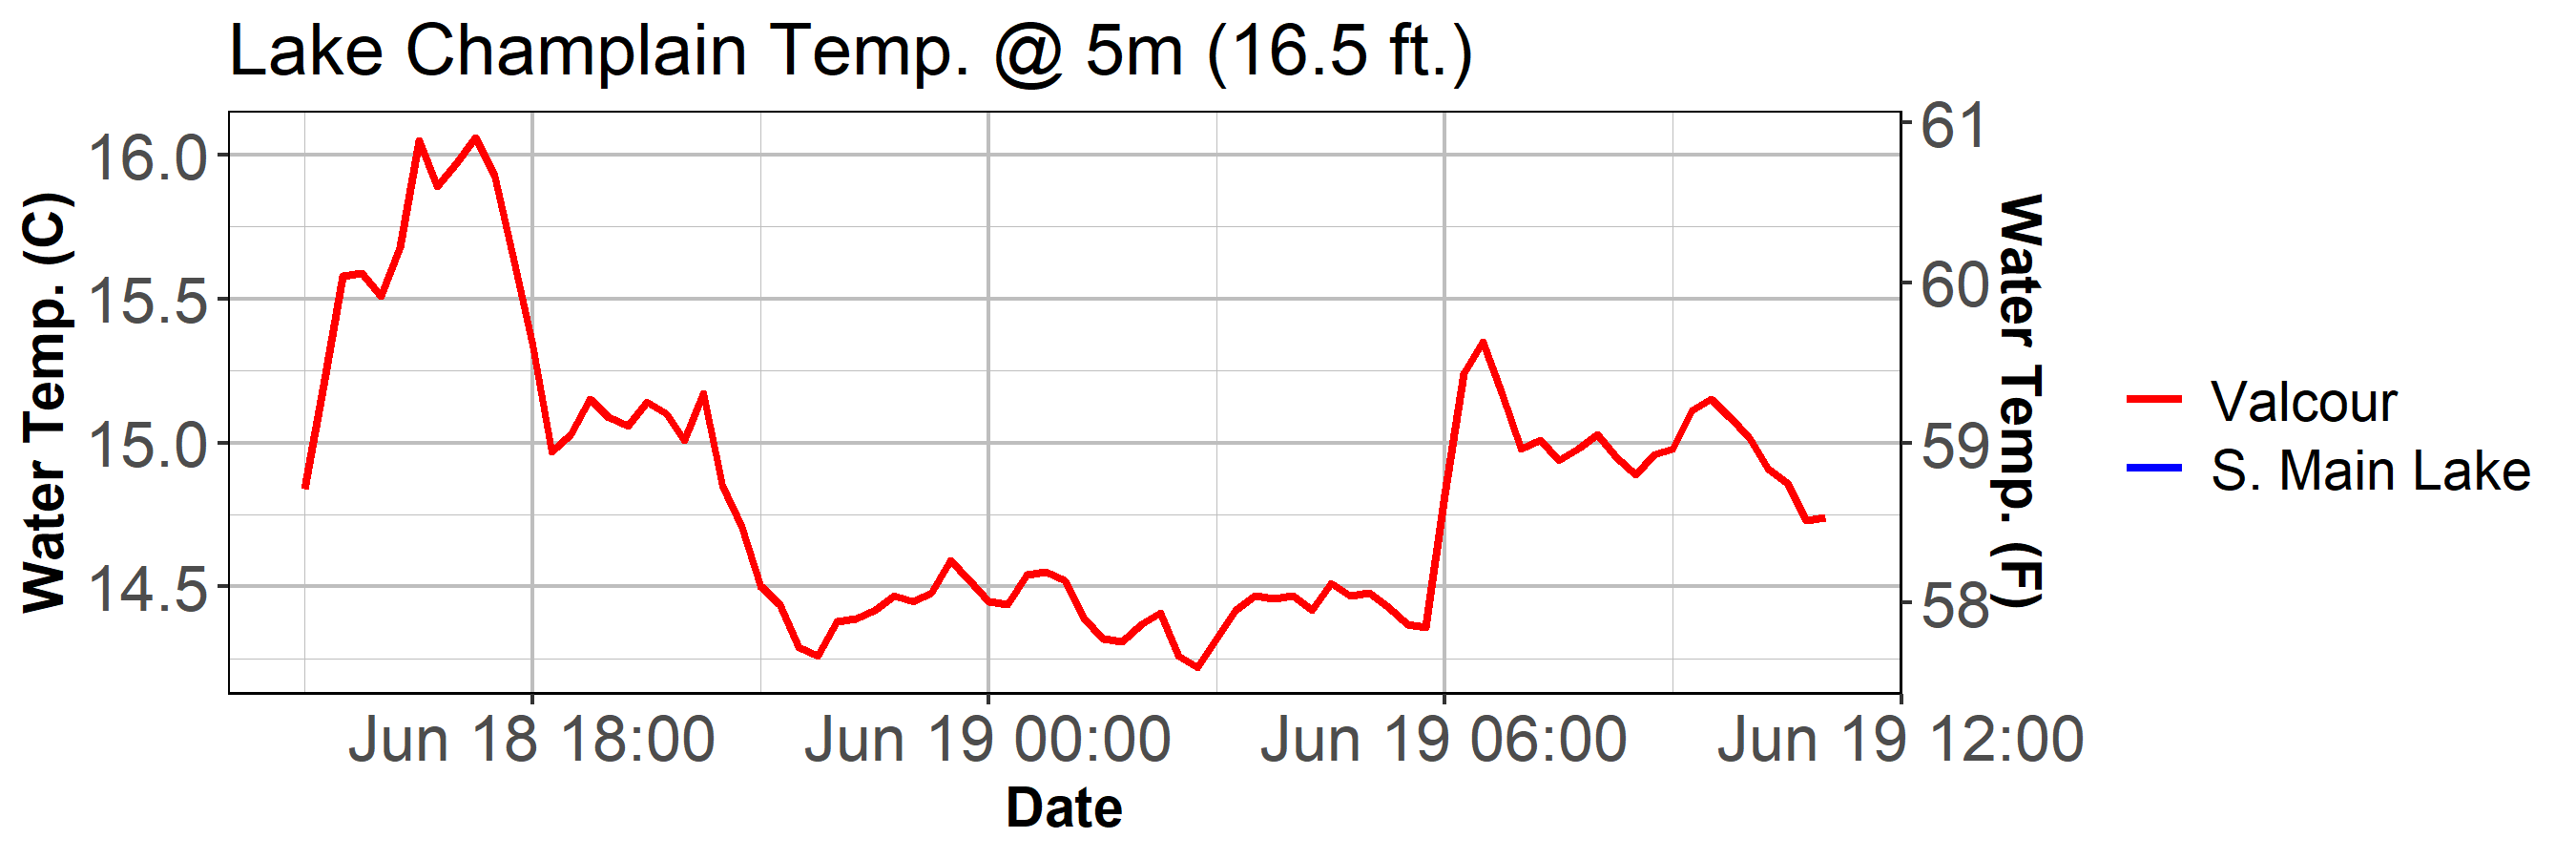 Lake Champlain Temp. @ 5m (16.5 ft.)
Water Temp. (C)
16.0
15.5
15.0
14.5
61
60
59
58
Water Temp. (F)
Jun 18 18:00
Jun 19 00:00
Jun 19 06:00
Jun 19 12:00
Date
Valcour
S. Main Lake